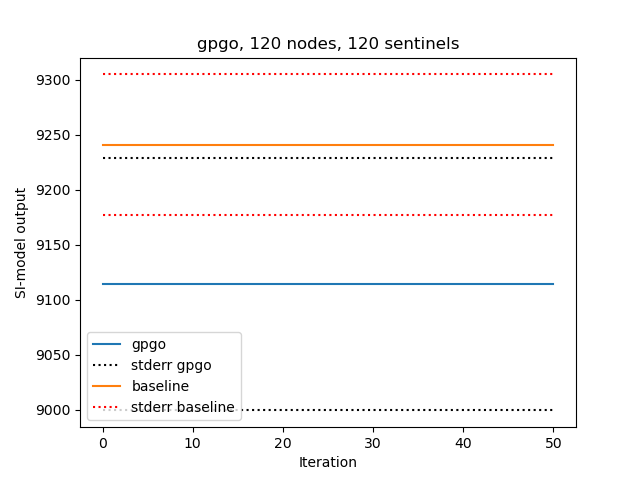 gpgo, 120 nodes, 120 sentinels
SI-model output
9300
9250
9200
9150
9100
9050
9000
gpgo
stderr gpgo
baseline
stderr baseline
0
10
20
30
40
50
Iteration